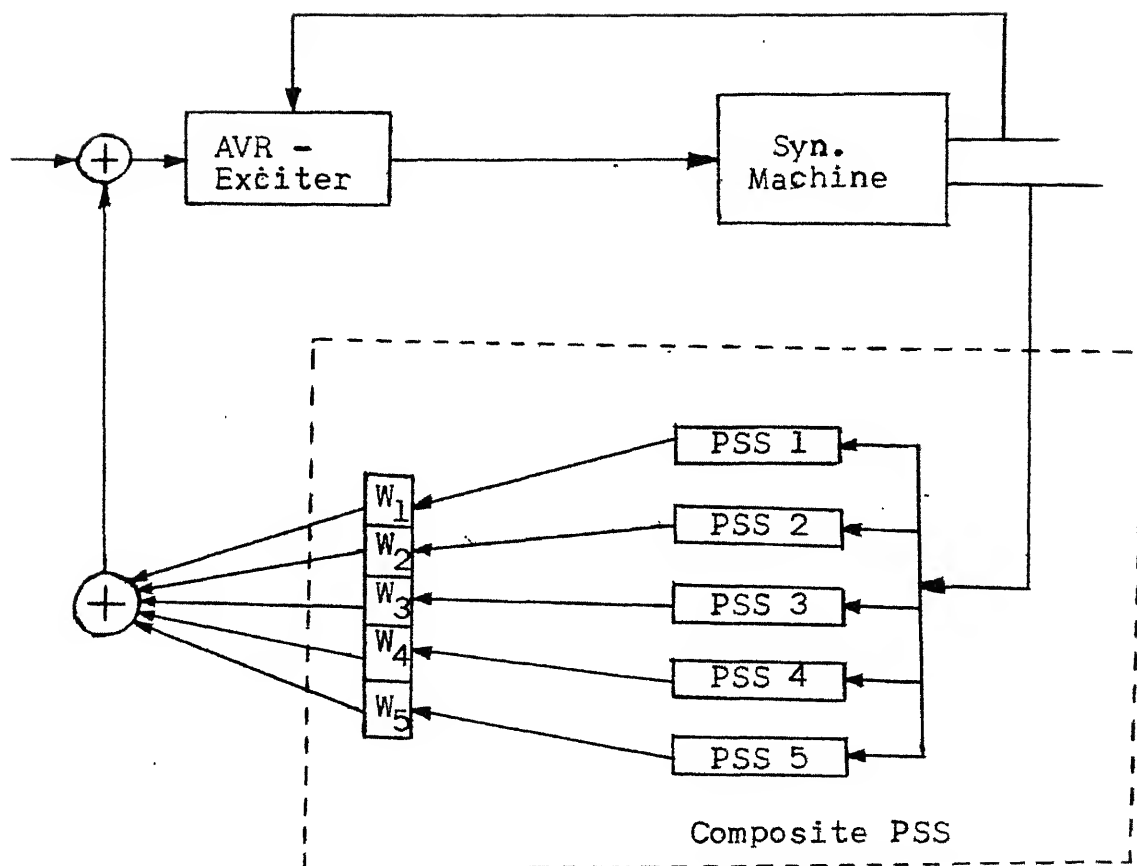 +
AVR -
Exciter
Syn.
Machine
PSS 1
W1
PSS 2
W2
+
PSS 3
W3
PSS 4
W4
PSS 5
W5
Composite PSS